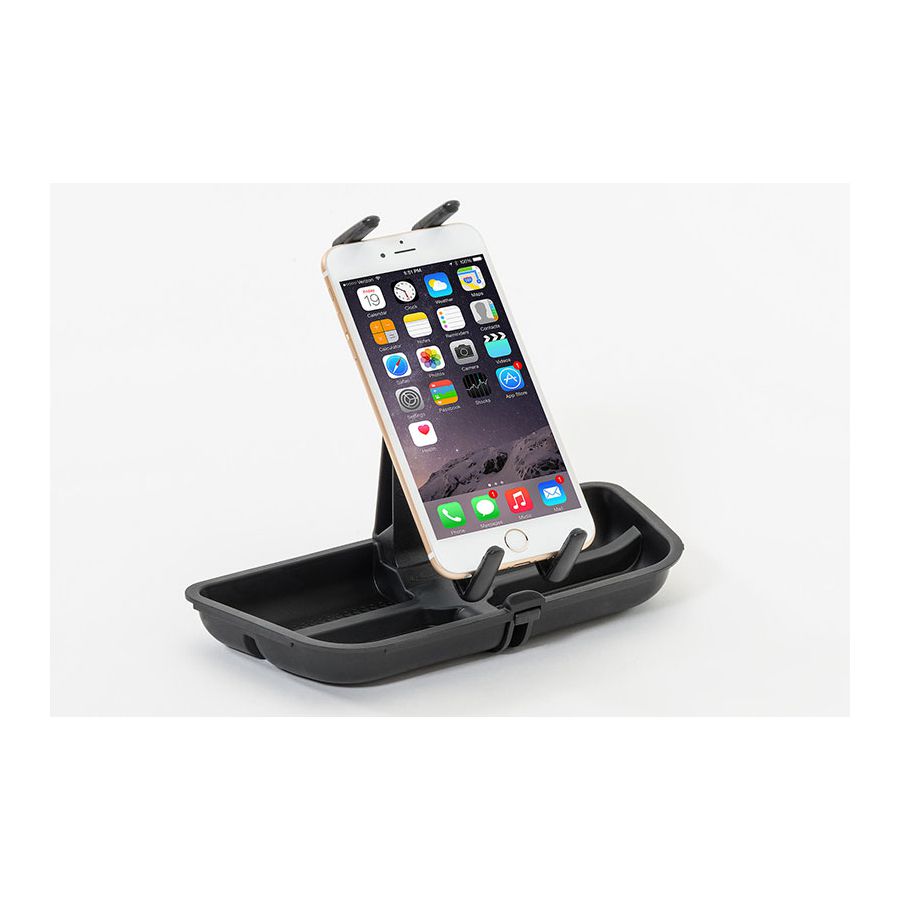 Verizon 5:51 PM 100%
Friday
19
Calendar Clock Weather Maps
Calculator Notes Reminders Contacts
Safari Photos Camera Videos
Settings Passbook Stocks App Store
Health
Phone Messages Music Mail